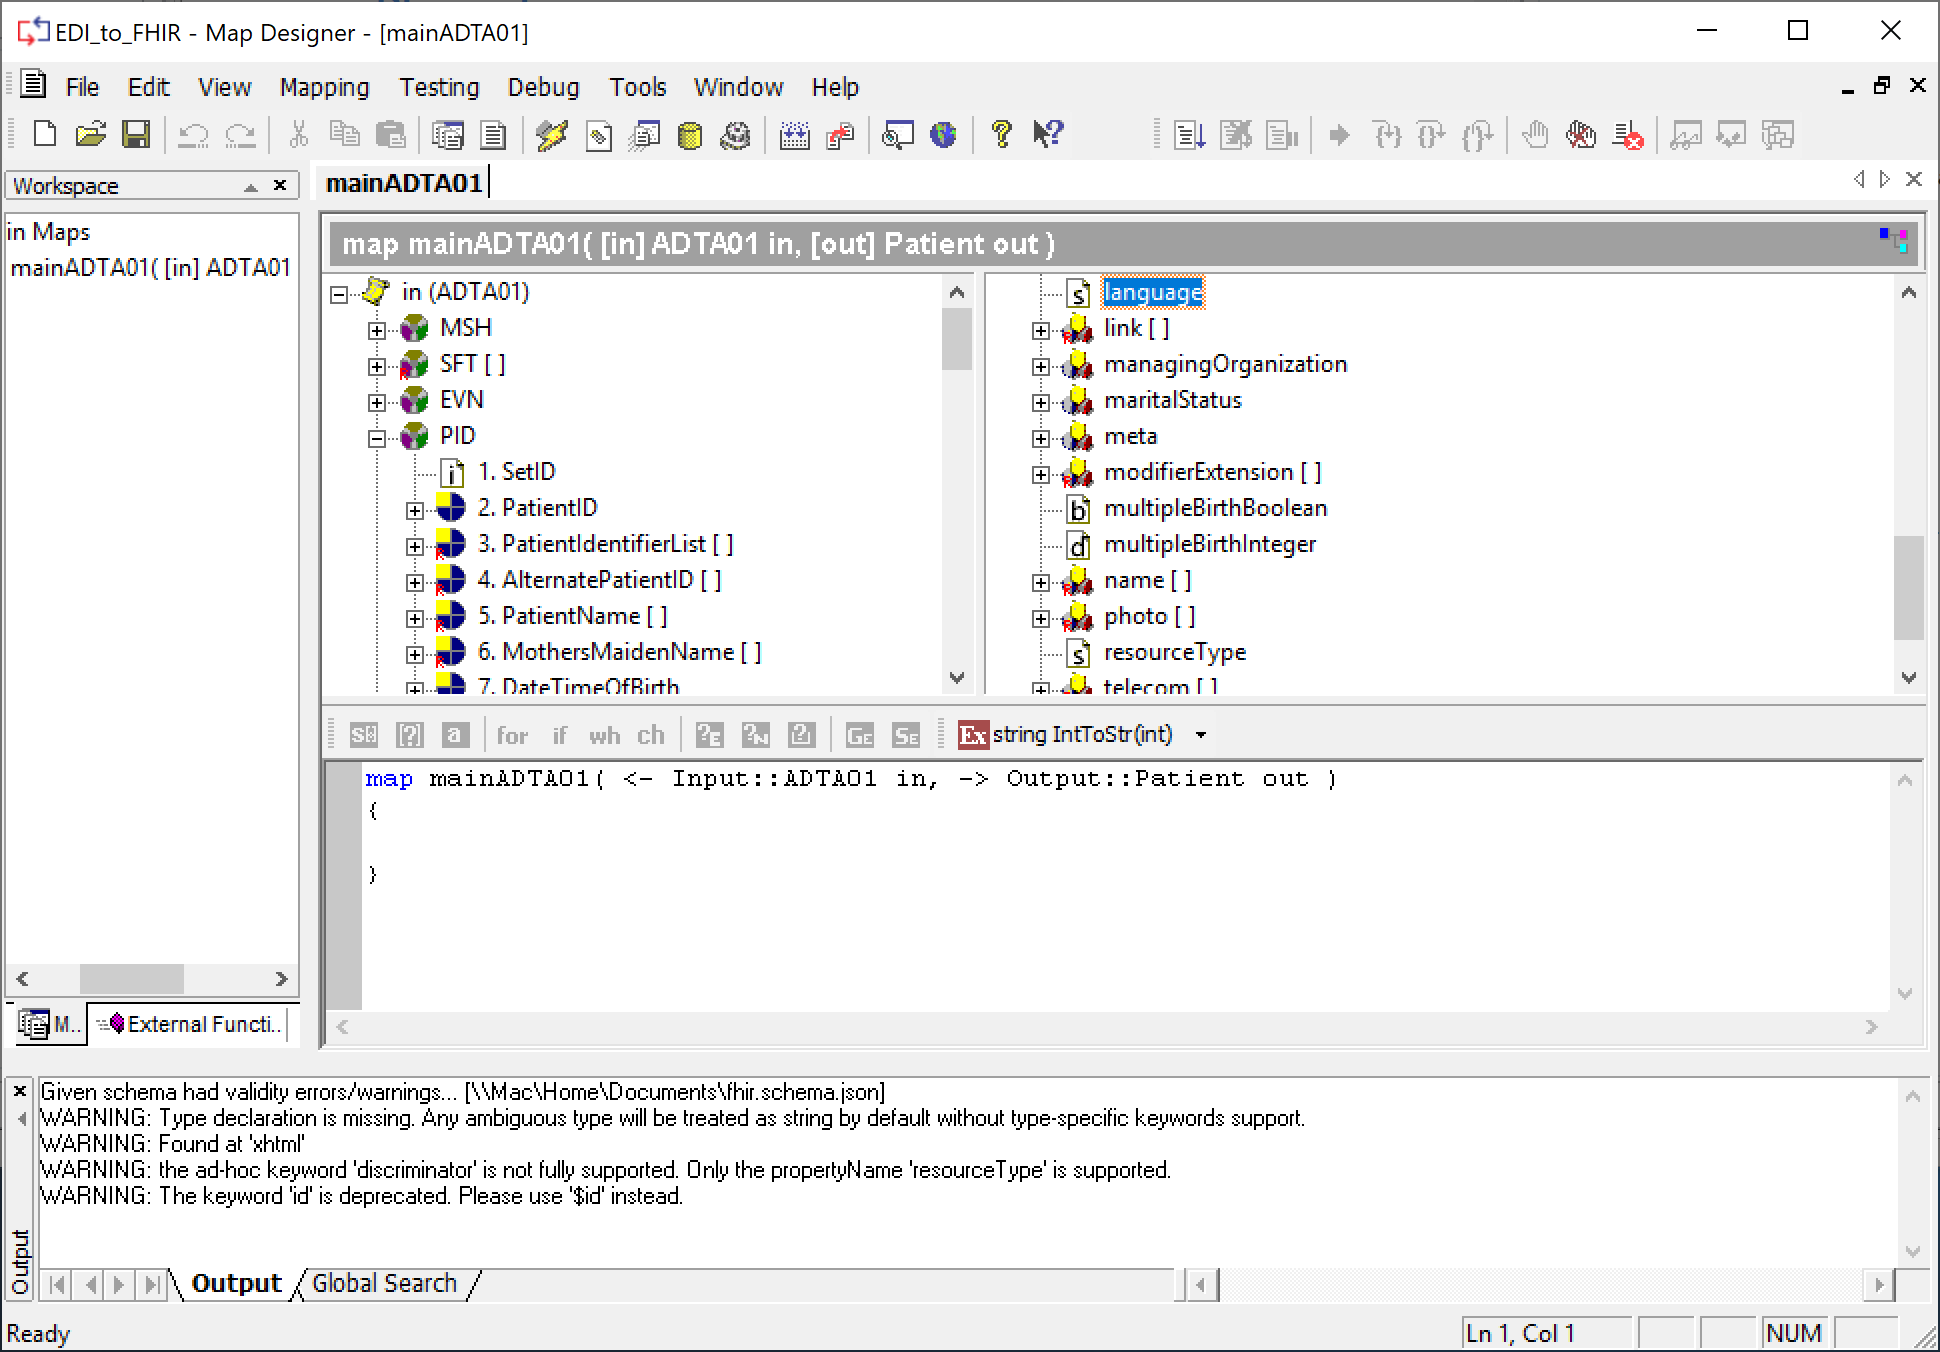 EDI_to_FHIR - Map Designer - [mainADTA01]
File Edit View Mapping Testing Debug Tools Window Help
Workspace
mainADTA01
in Maps
mainADTA01( [in] ADTA01
map mainADTA01( [in] ADTA01 in, [out] Patient out )
in (ADTA01)
MSH
SFT [ ]
EVN
PID
1. SetID
2. PatientID
3. PatientIdentifierList [ ]
4. AlternatePatientID [ ]
5. PatientName [ ]
6. MothersMaidenName [ ]
7. DateTimeOfBirth
language
link [ ]
managingOrganization
maritalStatus
meta
modifierExtension [ ]
multipleBirthBoolean
multipleBirthInteger
name [ ]
photo [ ]
resourceType
telecom [ ]
for if wh ch
Ex string IntToStr(int)
map mainADTA01( <- Input::ADTA01 in, -> Output::Patient out )
{
}
M.. External Functi..
Given schema had validity errors/warnings... [\\Mac\Home\Documents\fhir.schema.json]
WARNING: Type declaration is missing. Any ambiguous type will be treated as string by default without type-specific keywords support.
WARNING: Found at 'xhtml'
WARNING: the ad-hoc keyword 'discriminator' is not fully supported. Only the propertyName 'resourceType' is supported.
WARNING: The keyword 'id' is deprecated. Please use '$id' instead.
Output
Output Global Search
Ready
Ln 1, Col 1 NUM